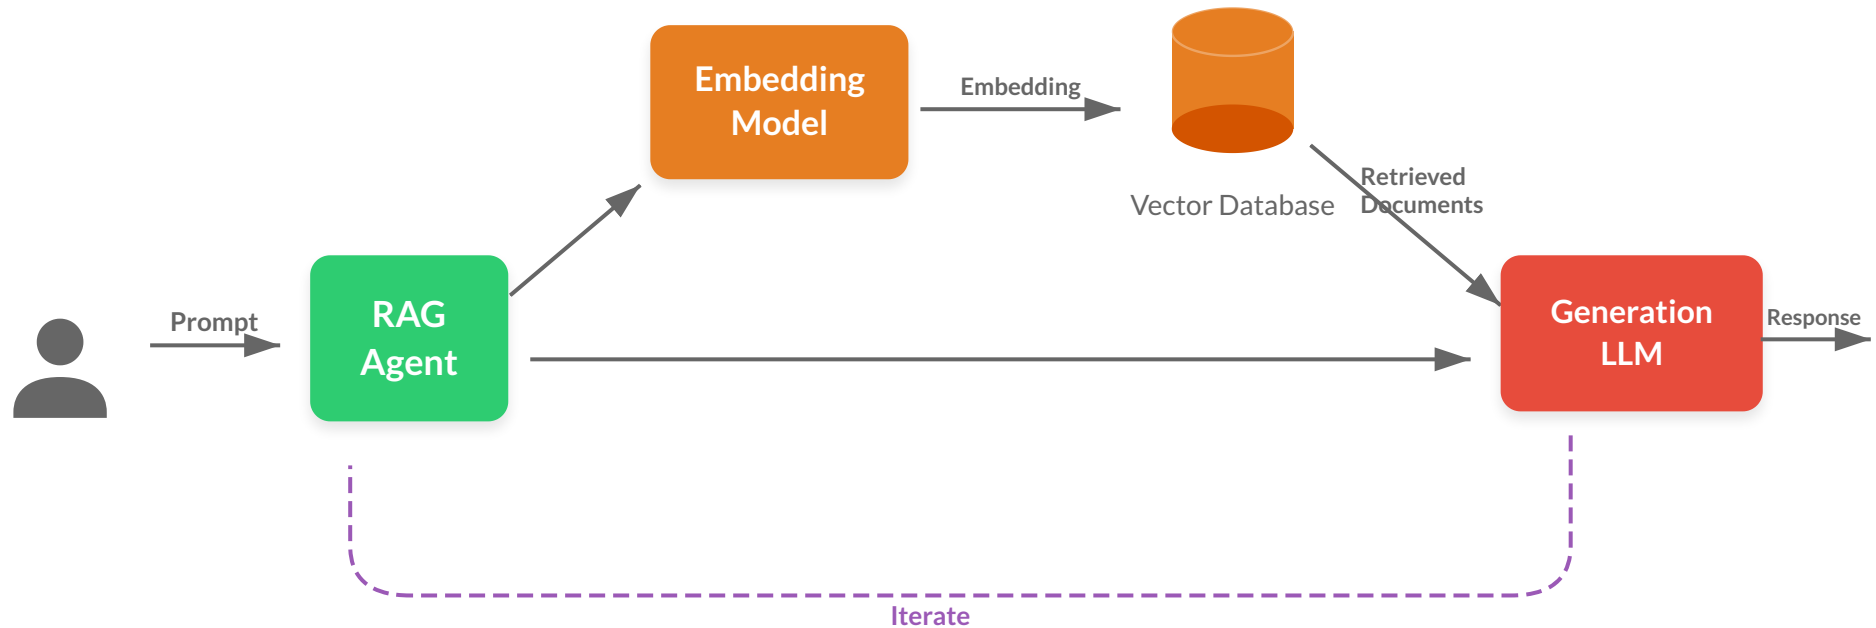 Embedding
Model
Embedding
Vector Database
Retrieved
Documents
Prompt
RAG
Agent
Generation
LLM
Response
Iterate